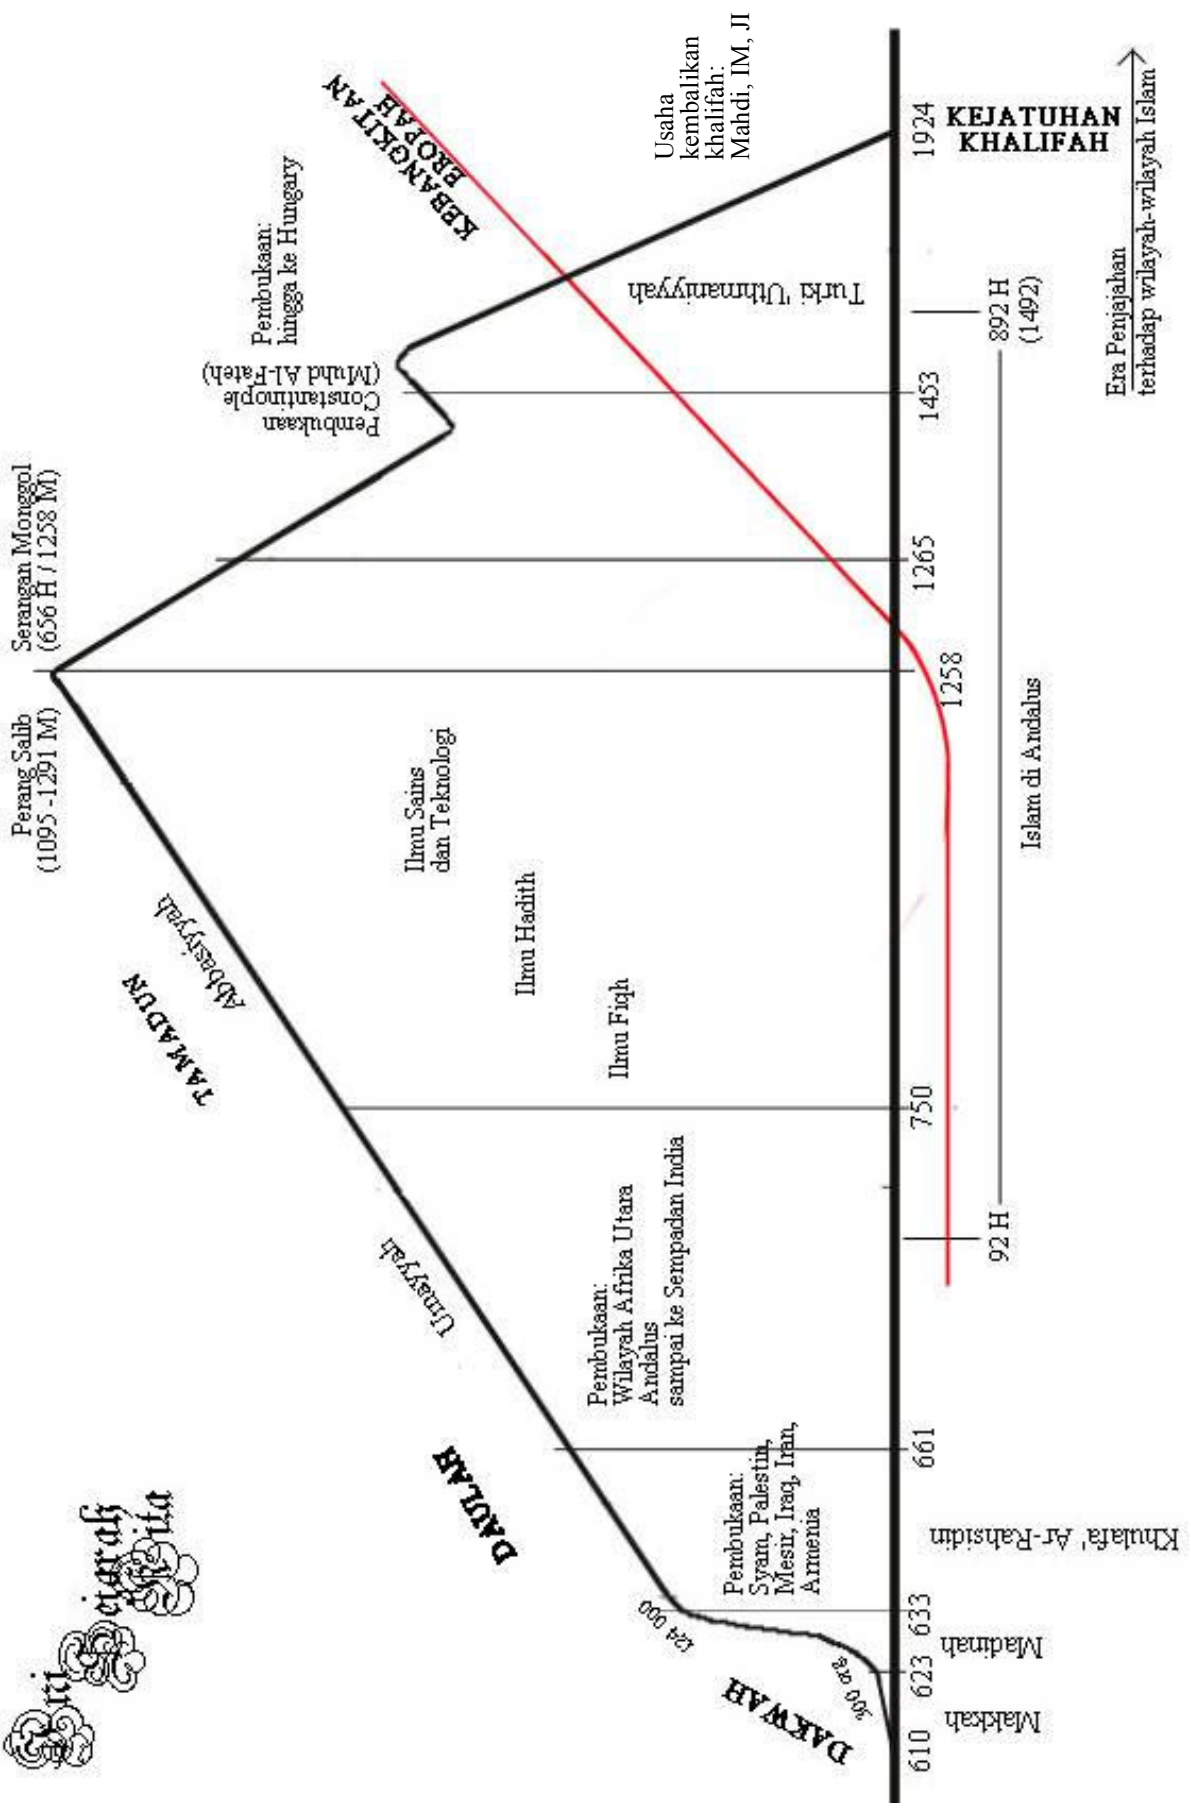 Ini
Sejarah
Kita
Perang Salib
(1095 -1291 M)
Serangan Monggol
(656 H / 1258 M)
TAMADUN
Abbasiyyah
Umayyah
DAULAH
DAKWAH
124 000
300 org
Pembukaan:
Syam, Palestin,
Mesir, Iraq, Iran,
Armenia
Pembukaan:
Wilayah Afrika Utara
Andalus
sampai ke Sempadan India
Ilmu Fiqh
Ilmu Hadith
Ilmu Sains
dan Teknologi
Pembukaan
Constantinople
(Muhd Al-Fateh)
Pembukaan:
hingga ke Hungary
KEBANGKITAN
EROPAH
Turki 'Uthmaniyyah
Usaha
kembalikan
khalifah:
Mahdi, IM, JI
610
623
633
661
750
1258
1265
1453
1924
Makkah
Madinah
Khulafa' Ar-Rahsidin
KEJATUHAN
KHALIFAH
92 H
892 H
(1492)
Islam di Andalus
Era Penjajahan
terhadap wilayah-wilayah Islam